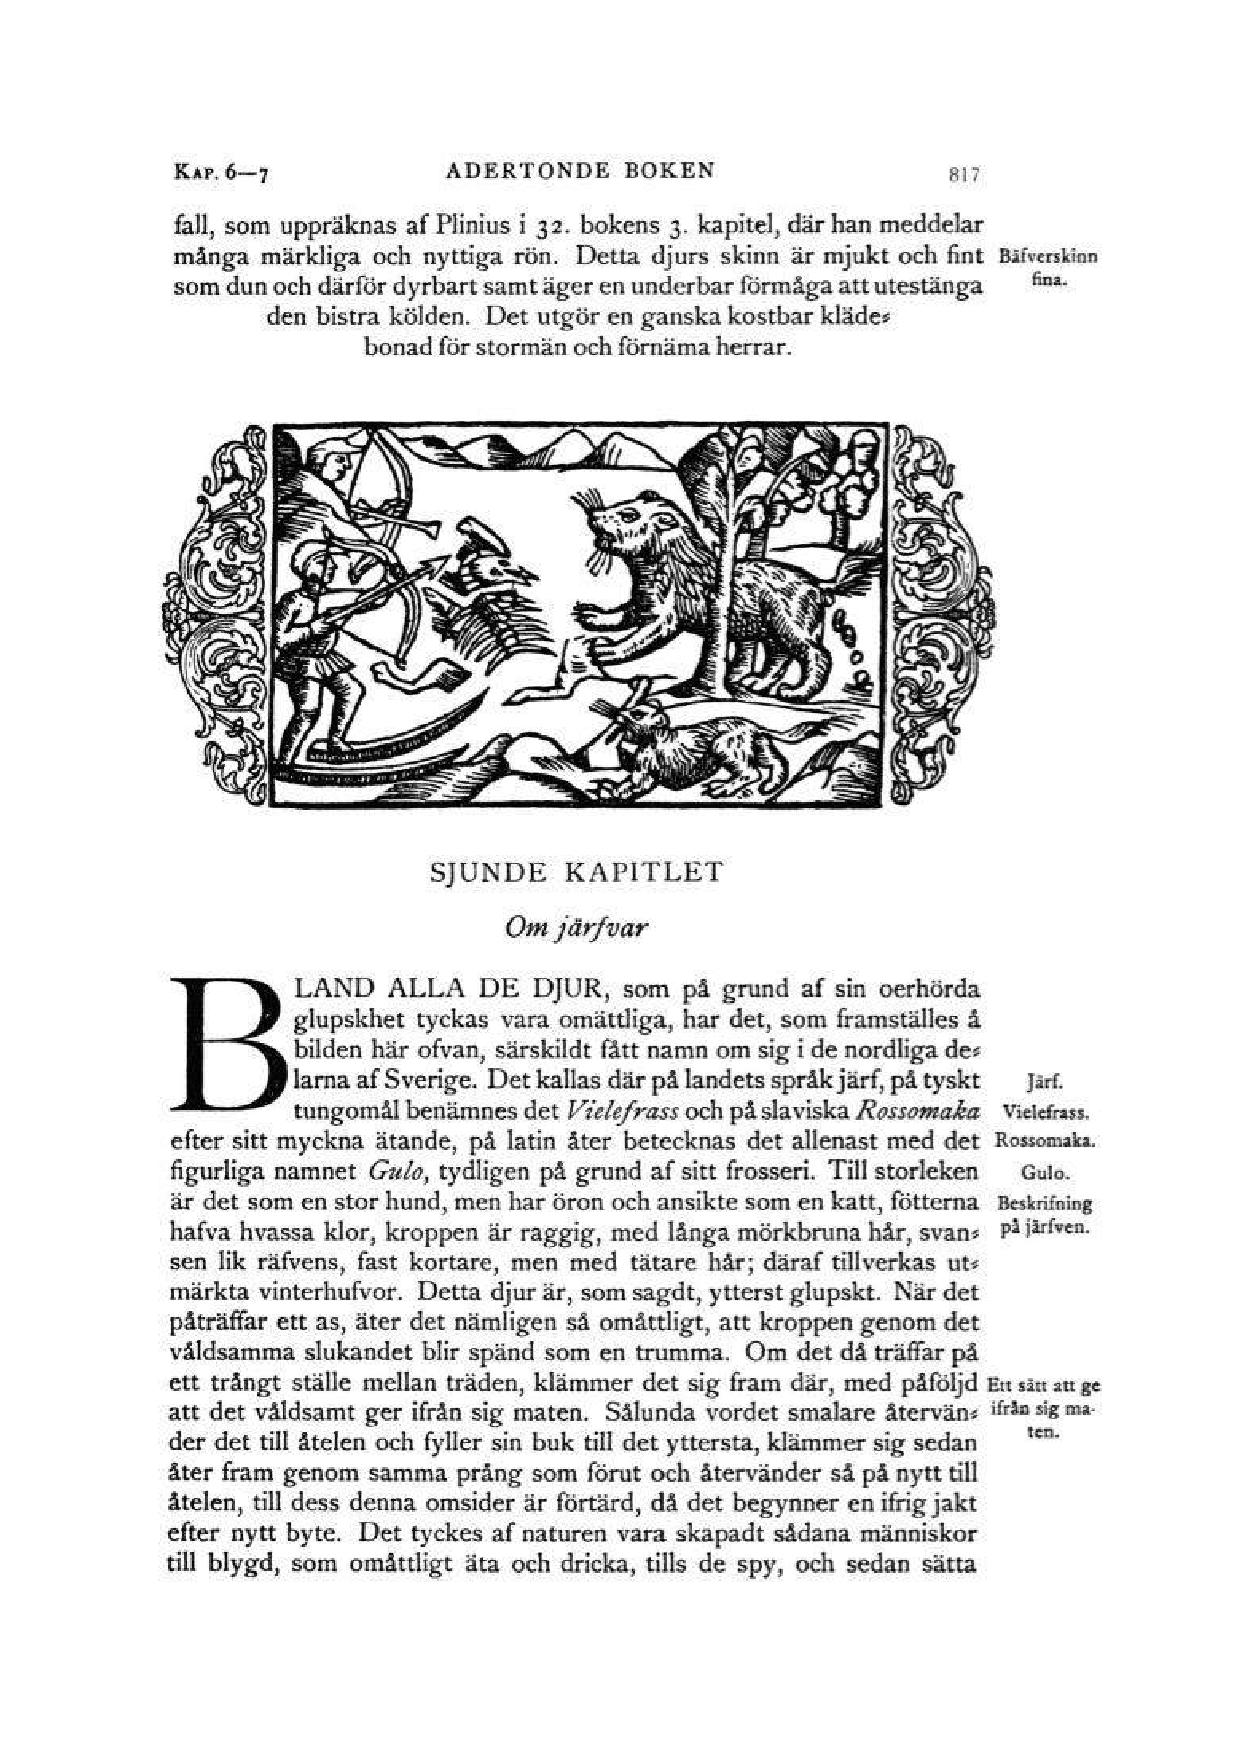 KAP. 6—7 ADERTONDE BOKEN 817
fall, som uppräknas af Plinius i 32. bokens 3. kapitel, där han meddelar
många märkliga och nyttiga rön. Detta djurs skinn är mjukt och fint Bäfverskinn
som dun och därför dyrbart samt äger en underbar förmåga att utestänga fina.
den bistra kölden. Det utgör en ganska kostbar kläde-
bonad för stormän och förnäma herrar.
SJUNDE KAPITLET
Om järfvar
BLAND ALLA DE DJUR, som på grund af sin oerhörda
glupskhet tyckas vara omättliga, har det, som framställes å
bilden här ofvan, särskildt fått namn om sig i de nordliga de-
larna af Sverige. Det kallas där på landets språk järf, på tyskt Järf.
tungomål benämnes det Vielefrass och på slaviska Rossomaka Vielefrass.
efter sitt myckna ätande, på latin åter betecknas det allenast med det Rossomaka.
figurliga namnet Gulo, tydligen på grund af sitt frosseri. Till storleken Gulo.
är det som en stor hund, men har öron och ansikte som en katt, fötterna Beskrifning
hafva hvassa klor, kroppen är raggig, med långa mörkbruna hår, svan- på järfven.
sen lik räfvens, fast kortare, men med tätare hår; däraf tillverkas ut-
märkta vinterhufvor. Detta djur är, som sagdt, ytterst glupskt. När det
påträffar ett as, äter det nämligen så omåttligt, att kroppen genom det
våldsamma slukandet blir spänd som en trumma. Om det då träffar på
ett trångt ställe mellan träden, klämmer det sig fram där, med påföljd Ett sätt att ge
att det våldsamt ger ifrån sig maten. Sålunda vordet smalare återvän- ifrån sig ma-
der det till åtelen och fyller sin buk till det yttersta, klämmer sig sedan ten.
åter fram genom samma prång som förut och återvänder så på nytt till
åtelen, till dess denna omsider är förtärd, då det begynner en ifrig jakt
efter nytt byte. Det tyckes af naturen vara skapadt sådana människor
till blygd, som omåttligt äta och dricka, tills de spy, och sedan sätta